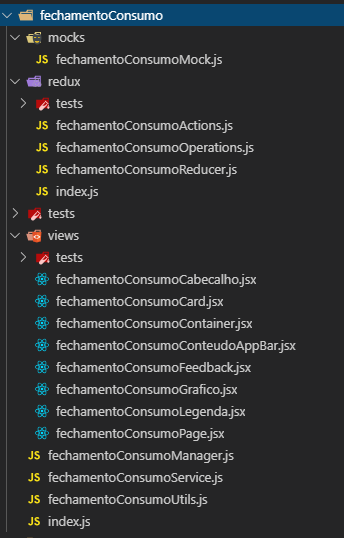 fechamentoConsumo
mocks
JS fechamentoConsumoMock.js
redux
tests
JS fechamentoConsumoActions.js
JS fechamentoConsumoOperations.js
JS fechamentoConsumoReducer.js
JS index.js
tests
views
tests
fechamentoConsumoCabecalho.jsx
fechamentoConsumoCard.jsx
fechamentoConsumoContainer.jsx
fechamentoConsumoConteudoAppBar.jsx
fechamentoConsumoFeedback.jsx
fechamentoConsumoGrafico.jsx
fechamentoConsumoLegenda.jsx
fechamentoConsumoPage.jsx
JS fechamentoConsumoManager.js
JS fechamentoConsumoService.js
JS fechamentoConsumoUtils.js
JS index.js